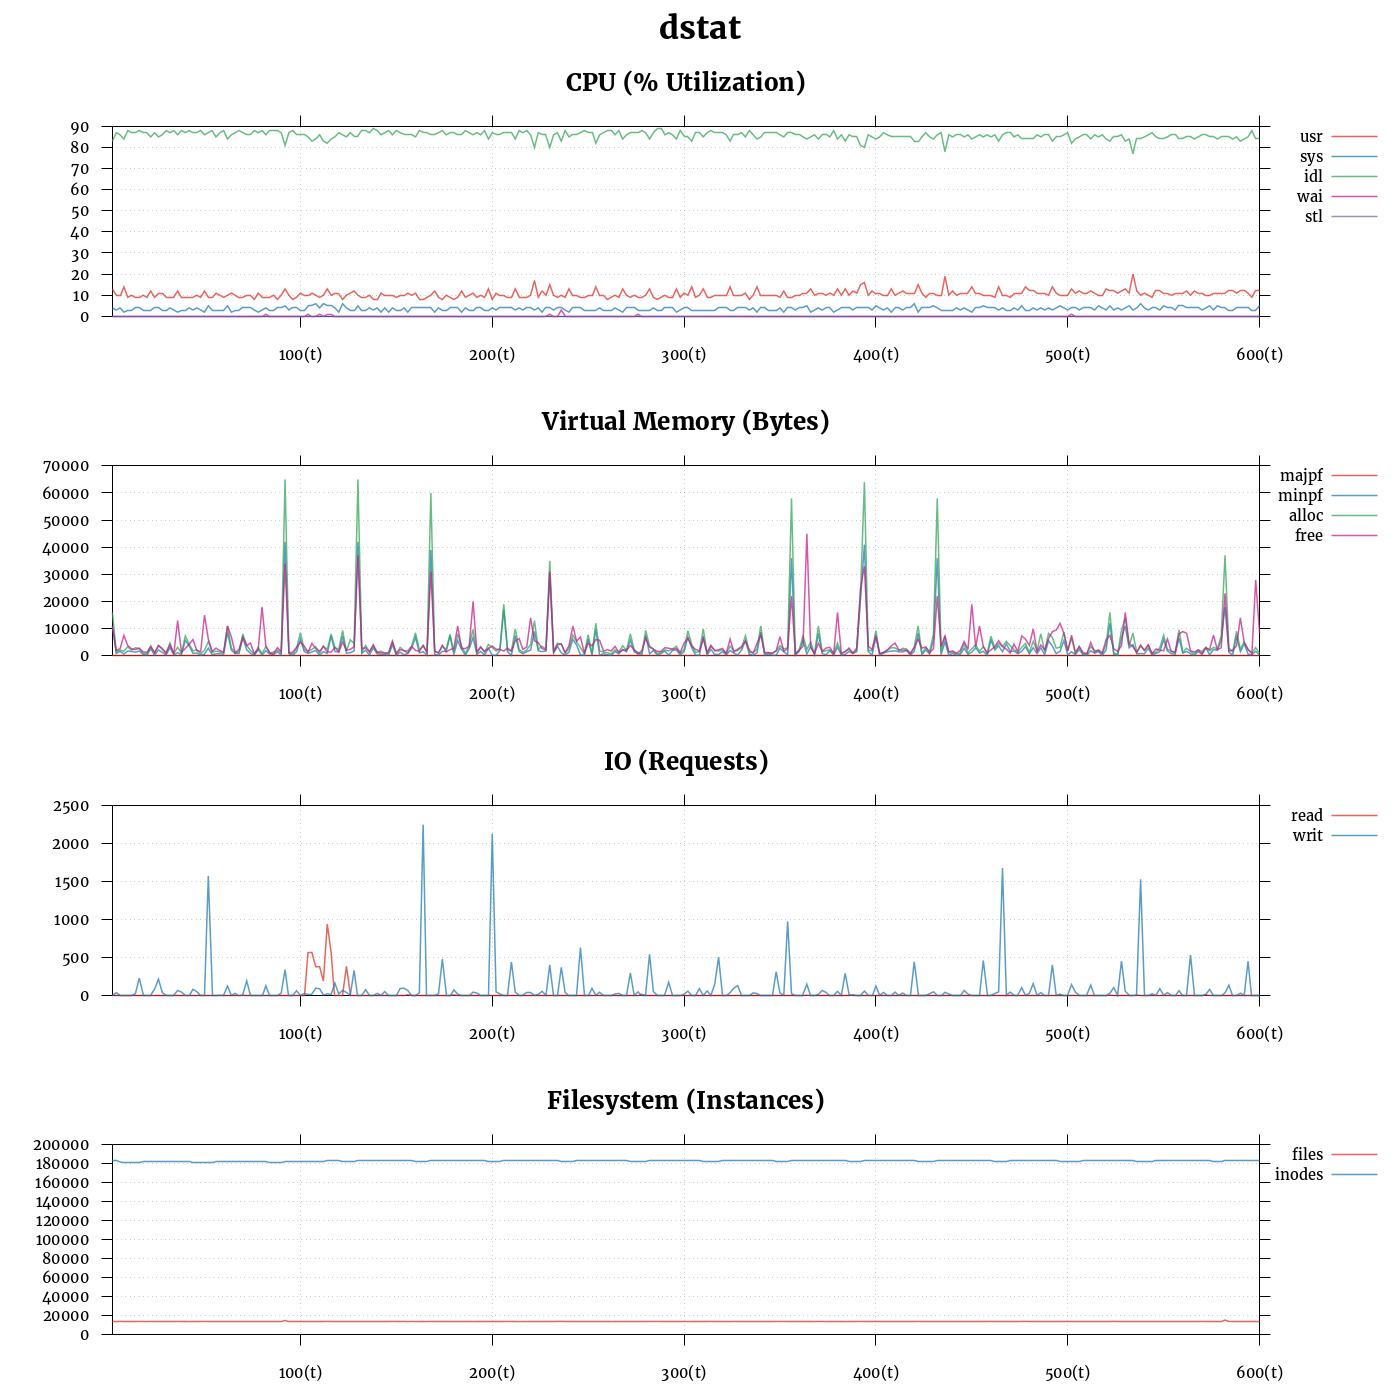 dstat
CPU (% Utilization)
90
80
70
60
50
40
30
20
10
0
100(t) 200(t) 300(t) 400(t) 500(t) 600(t)
usr
sys
idl
wai
stl
Virtual Memory (Bytes)
70000
60000
50000
40000
30000
20000
10000
0
100(t) 200(t) 300(t) 400(t) 500(t) 600(t)
majpf
minpf
alloc
free
IO (Requests)
2500
2000
1500
1000
500
0
100(t) 200(t) 300(t) 400(t) 500(t) 600(t)
read
writ
Filesystem (Instances)
200000
180000
160000
140000
120000
100000
80000
60000
40000
20000
0
100(t) 200(t) 300(t) 400(t) 500(t) 600(t)
files
inodes